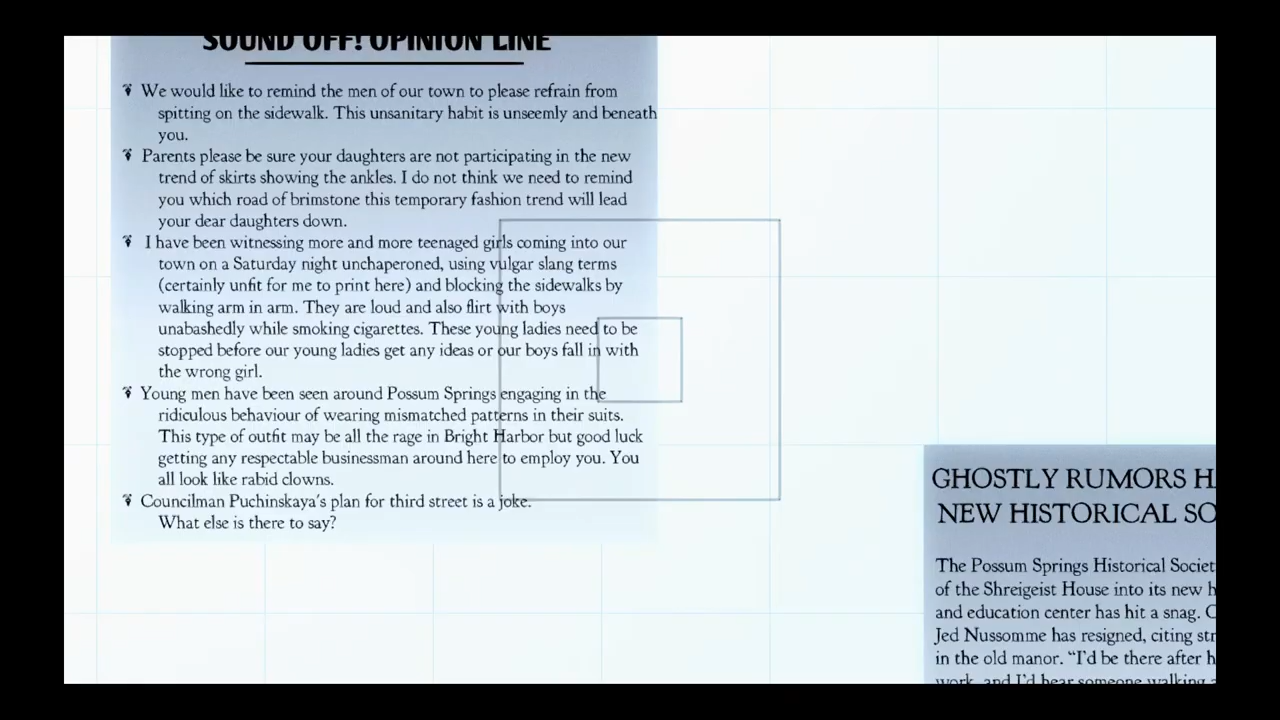 SOUND OFF! OPINION LINE
We would like to remind the men of our town to please refrain from
spitting on the sidewalk. This unsanitary habit is unseemly and beneath
you.
Parents please be sure your daughters are not participating in the new
trend of skirts showing the ankles. I do not think we need to remind
you which road of brimstone this temporary fashion trend will lead
your dear daughters down.
I have been witnessing more and more teenaged girls coming into our
town on a Saturday night unchaperoned, using vulgar slang terms
(certainly unfit for me to print here) and blocking the sidewalks by
walking arm in arm. They are loud and also flirt with boys
unabashedly while smoking cigarettes. These young ladies need to be
stopped before our young ladies get any ideas or our boys fall in with
the wrong girl.
Young men have been seen around Possum Springs engaging in the
ridiculous behaviour of wearing mismatched patterns in their suits.
This type of outfit may be all the rage in Bright Harbor but good luck
getting any respectable businessman around here to employ you. You
all look like rabid clowns.
Councilman Puchinskaya's plan for third street is a joke.
What else is there to say?
GHOSTLY RUMORS
NEW HISTORICAL
The Possum Springs Historical
of the Shreigeist House into its new
and education center has hit a snag.
Jed Nussomme has resigned, citing
in the old manor. "I'd be there after
work, and I'd hear someone walking